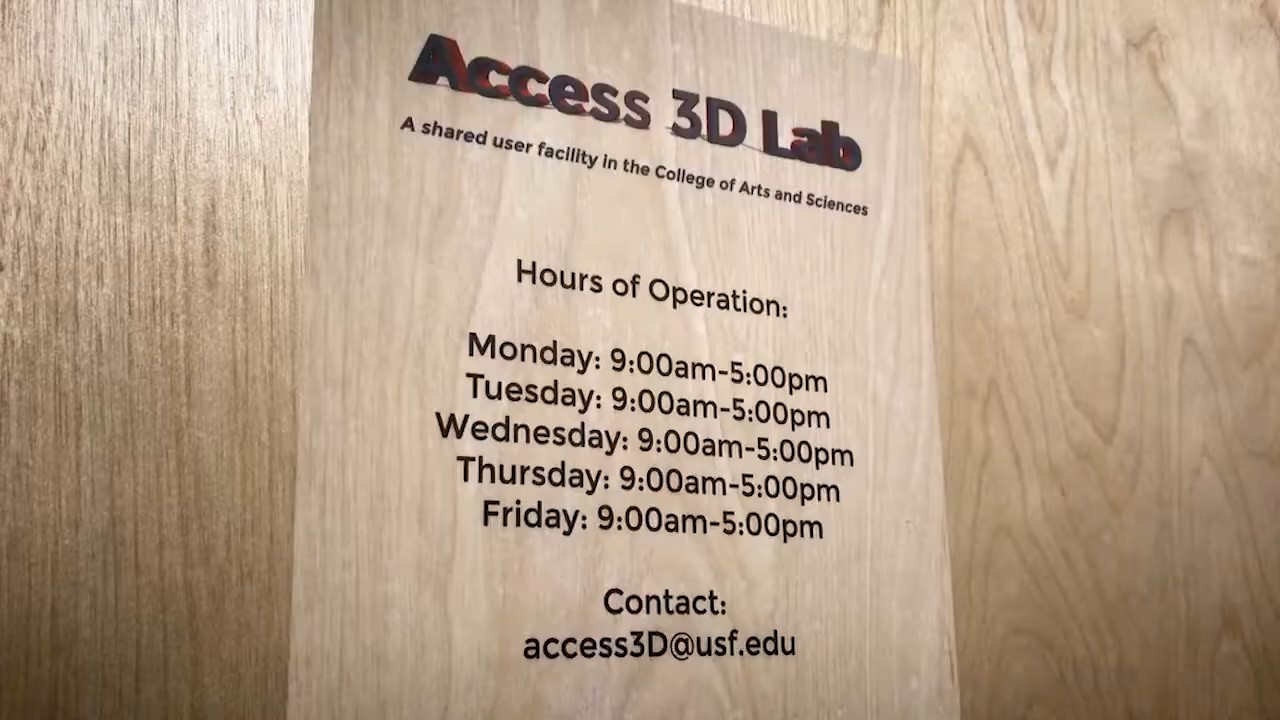 Access 3D Lab
A shared user facility in the College of Arts and Sciences
Hours of Operation:
Monday: 9:00am-5:00pm
Tuesday: 9:00am-5:00pm
Wednesday: 9:00am-5:00pm
Thursday: 9:00am-5:00pm
Friday: 9:00am-5:00pm
Contact:
access3D@usf.edu